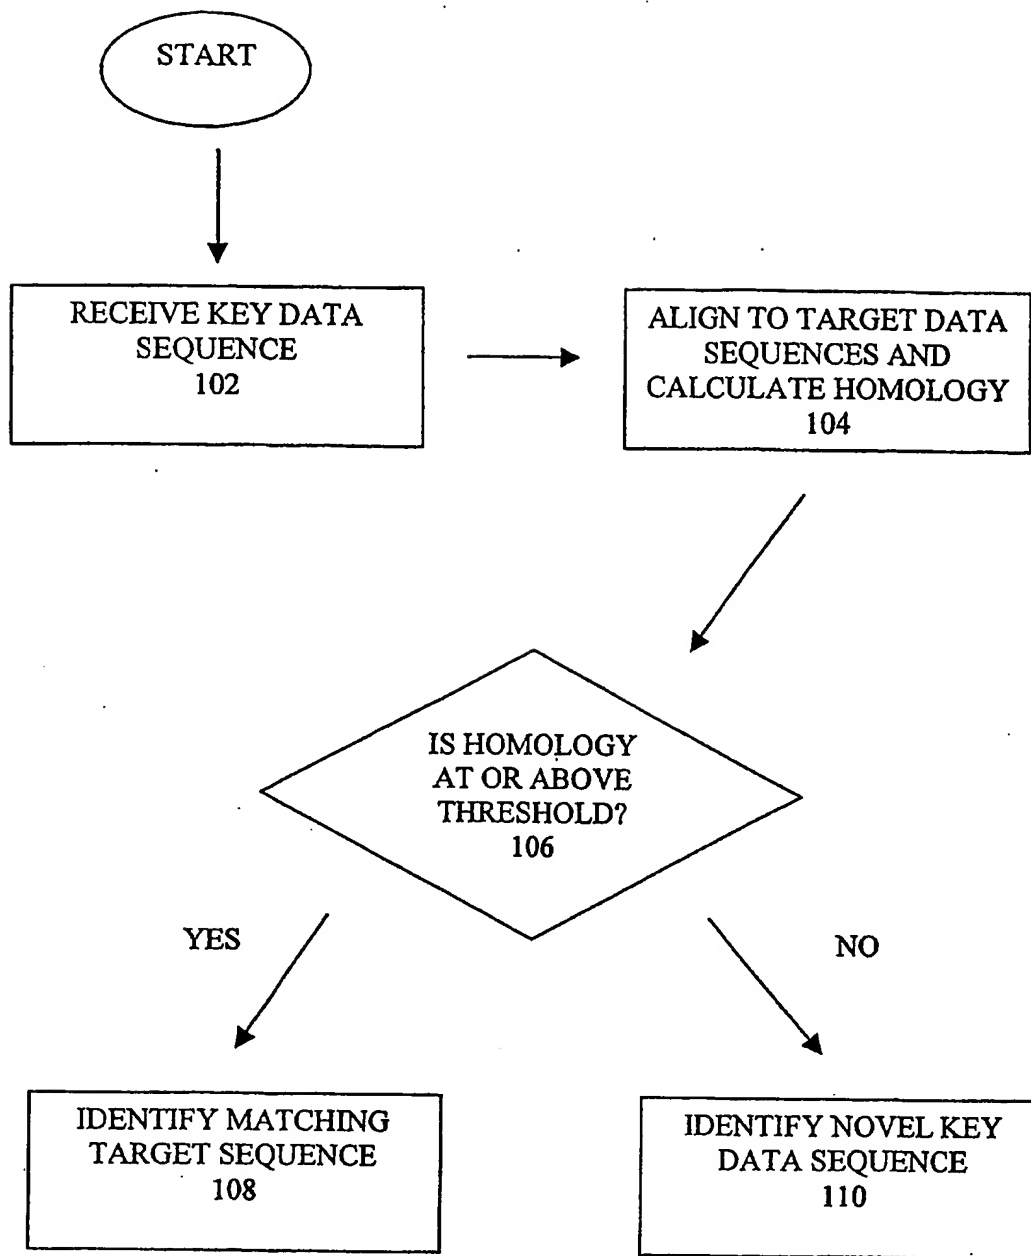 START
RECEIVE KEY DATA
SEQUENCE
102
ALIGN TO TARGET DATA
SEQUENCES AND
CALCULATE HOMOLOGY
104
IS HOMOLOGY
AT OR ABOVE
THRESHOLD?
106
YES
NO
IDENTIFY MATCHING
TARGET SEQUENCE
108
IDENTIFY NOVEL KEY
DATA SEQUENCE
110